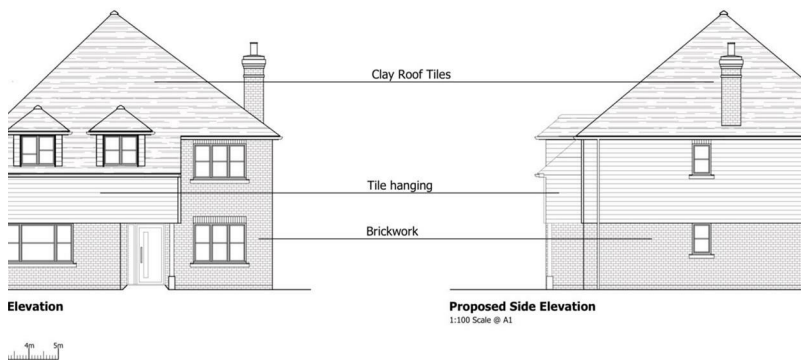 Clay Roof Tiles
Tile hanging
Brickwork
Elevation
Proposed Side Elevation
1:100 Scale @ A1
4m 5m